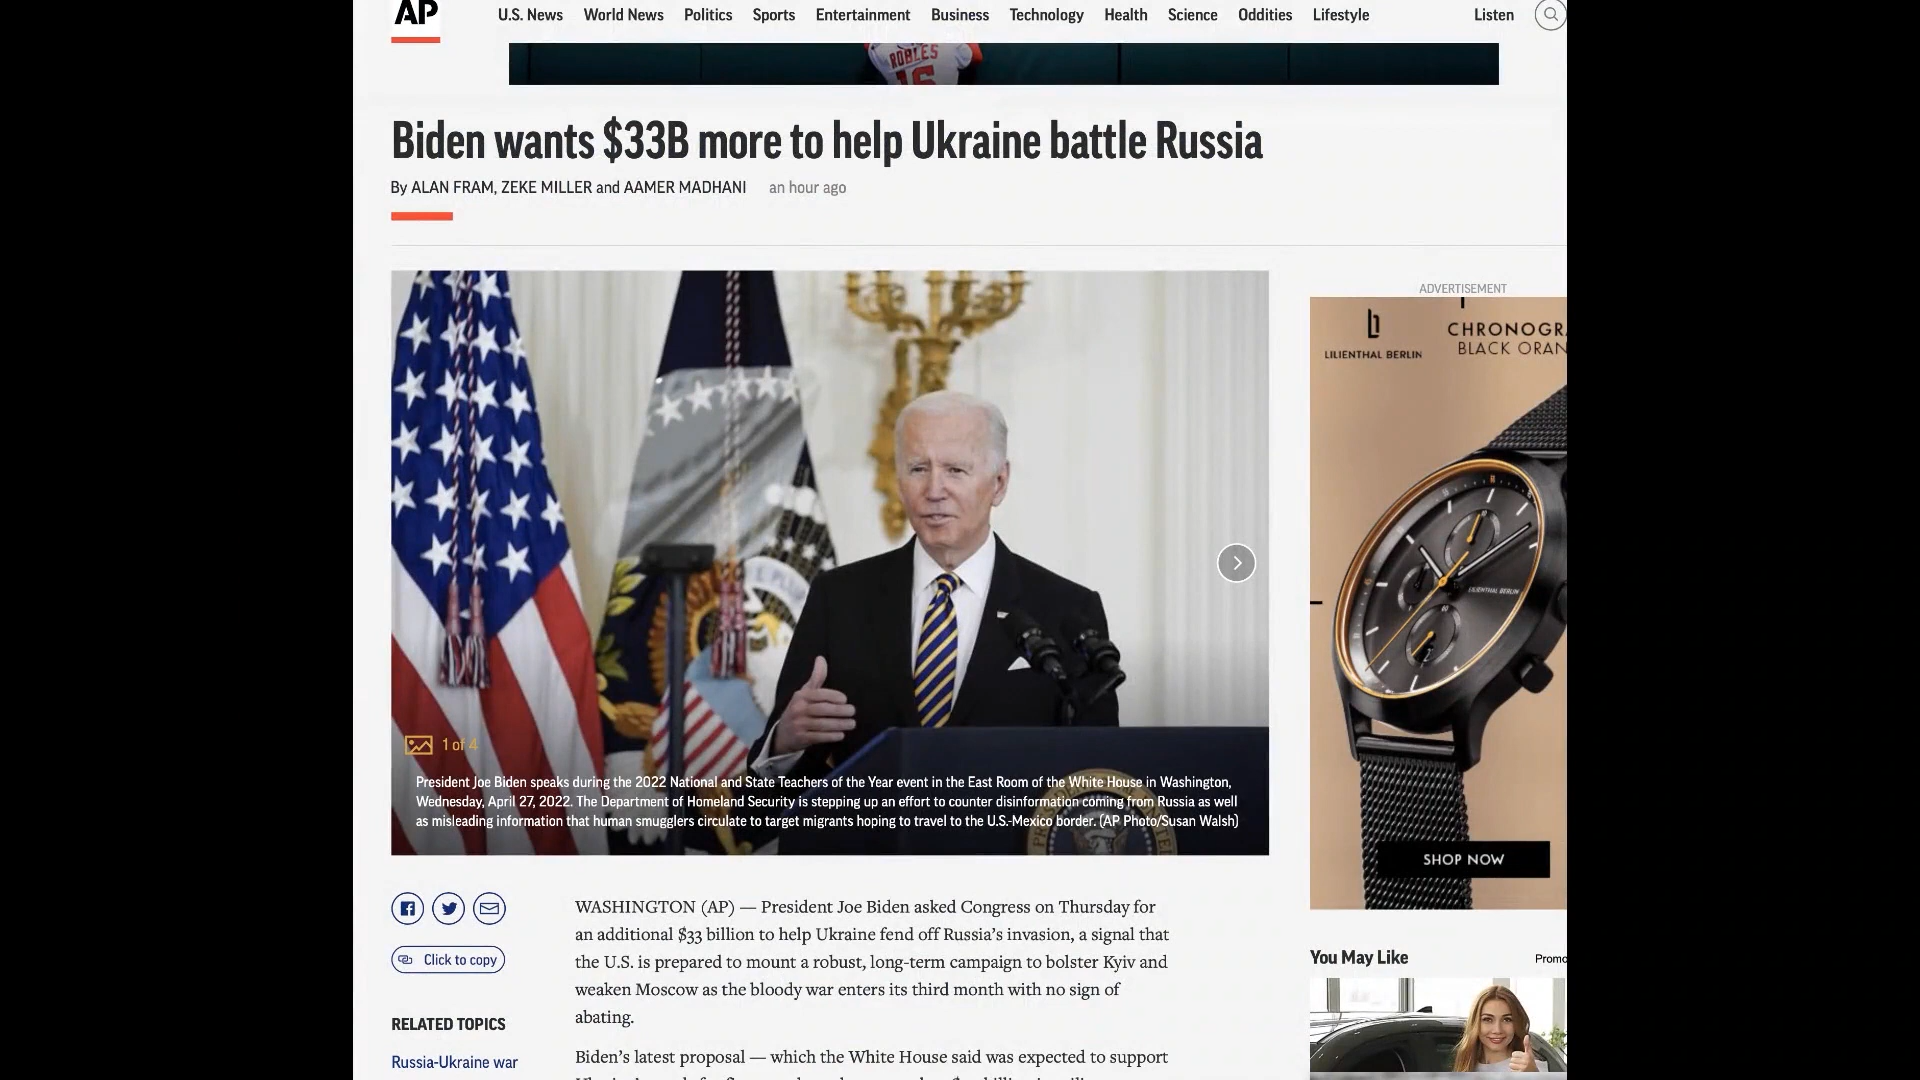 AP
U.S. News World News Politics Sports Entertainment Business Technology Health Science Oddities Lifestyle Listen
ROBLES
16
Biden wants $33B more to help Ukraine battle Russia
By ALAN FRAM, ZEKE MILLER and AAMER MADHANI an hour ago
1 of 4
President Joe Biden speaks during the 2022 National and State Teachers of the Year event in the East Room of the White House in Washington,
Wednesday, April 27, 2022. The Department of Homeland Security is stepping up an effort to counter disinformation coming from Russia as well
as misleading information that human smugglers circulate to target migrants hoping to travel to the U.S.-Mexico border. (AP Photo/Susan Walsh)
ADVERTISEMENT
LILIENTHAL BERLIN
CHRONOGRA
BLACK ORAN
60
LILIENTHAL BERLIN
SHOP NOW
Click to copy
RELATED TOPICS
Russia-Ukraine war
WASHINGTON (AP) — President Joe Biden asked Congress on Thursday for
an additional $33 billion to help Ukraine fend off Russia’s invasion, a signal that
the U.S. is prepared to mount a robust, long-term campaign to bolster Kyiv and
weaken Moscow as the bloody war enters its third month with no sign of
abating.
Biden’s latest proposal — which the White House said was expected to support
You May Like
Promo